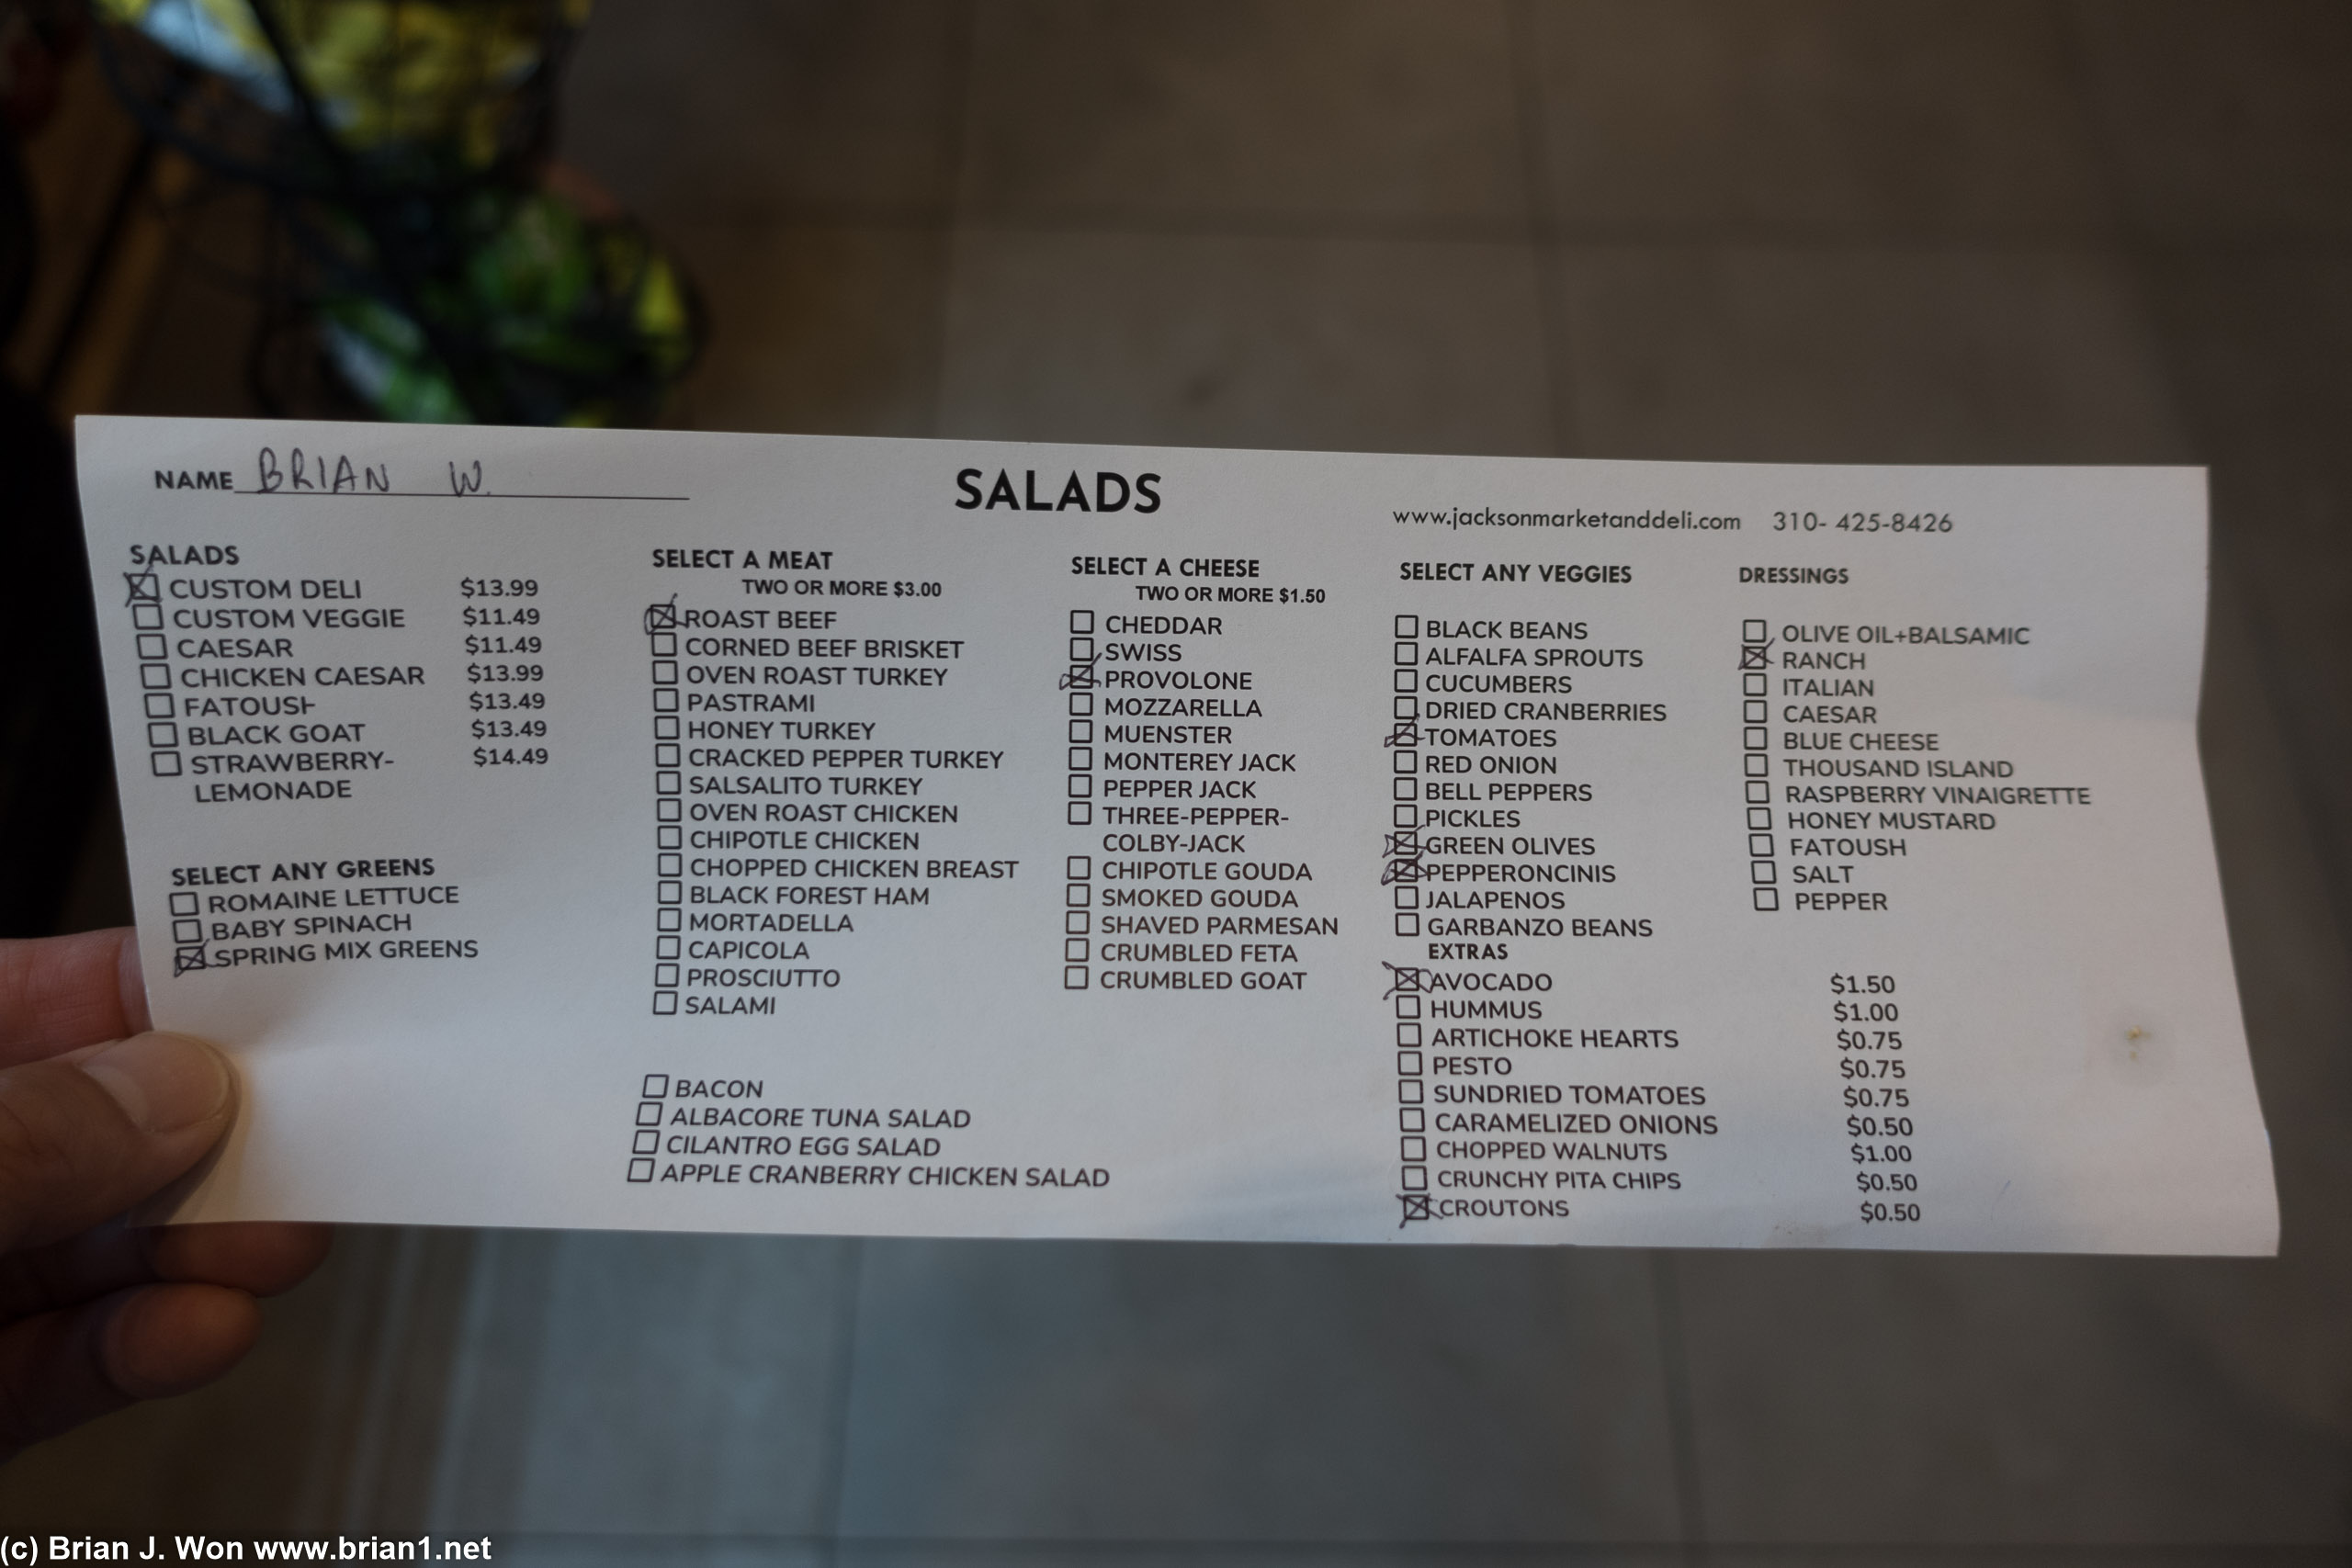 NAME BRIAN W.
SALADS
www.jacksonmarketanddeli.com 310- 425-8426
SALADS
CUSTOM DELI $13.99
CUSTOM VEGGIE $11.49
CAESAR $11.49
CHICKEN CAESAR $13.99
FATOUSH $13.49
BLACK GOAT $13.49
STRAWBERRY- $14.49
LEMONADE
SELECT ANY GREENS
ROMAINE LETTUCE
BABY SPINACH
SPRING MIX GREENS
SELECT A MEAT
TWO OR MORE $3.00
ROAST BEEF
CORNED BEEF BRISKET
OVEN ROAST TURKEY
PASTRAMI
HONEY TURKEY
CRACKED PEPPER TURKEY
SALSALITO TURKEY
OVEN ROAST CHICKEN
CHIPOTLE CHICKEN
CHOPPED CHICKEN BREAST
BLACK FOREST HAM
MORTADELLA
CAPICOLA
PROSCIUTTO
SALAMI
BACON
ALBACORE TUNA SALAD
CILANTRO EGG SALAD
APPLE CRANBERRY CHICKEN SALAD
SELECT A CHEESE
TWO OR MORE $1.50
CHEDDAR
SWISS
PROVOLONE
MOZZARELLA
MUENSTER
MONTEREY JACK
PEPPER JACK
THREE-PEPPER-
COLBY-JACK
CHIPOTLE GOUDA
SMOKED GOUDA
SHAVED PARMESAN
CRUMBLED FETA
CRUMBLED GOAT
SELECT ANY VEGGIES
BLACK BEANS
ALFALFA SPROUTS
CUCUMBERS
DRIED CRANBERRIES
TOMATOES
RED ONION
BELL PEPPERS
PICKLES
GREEN OLIVES
PEPPERONCINIS
JALAPENOS
GARBANZO BEANS
EXTRAS
AVOCADO $1.50
HUMMUS $1.00
ARTICHOKE HEARTS $0.75
PESTO $0.75
SUNDRIED TOMATOES $0.75
CARAMELIZED ONIONS $0.50
CHOPPED WALNUTS $1.00
CRUNCHY PITA CHIPS $0.50
CROUTONS $0.50
DRESSINGS
OLIVE OIL+BALSAMIC
RANCH
ITALIAN
CAESAR
BLUE CHEESE
THOUSAND ISLAND
RASPBERRY VINAIGRETTE
HONEY MUSTARD
FATOUSH
SALT
PEPPER
(c) Brian J. Won www.brian1.net